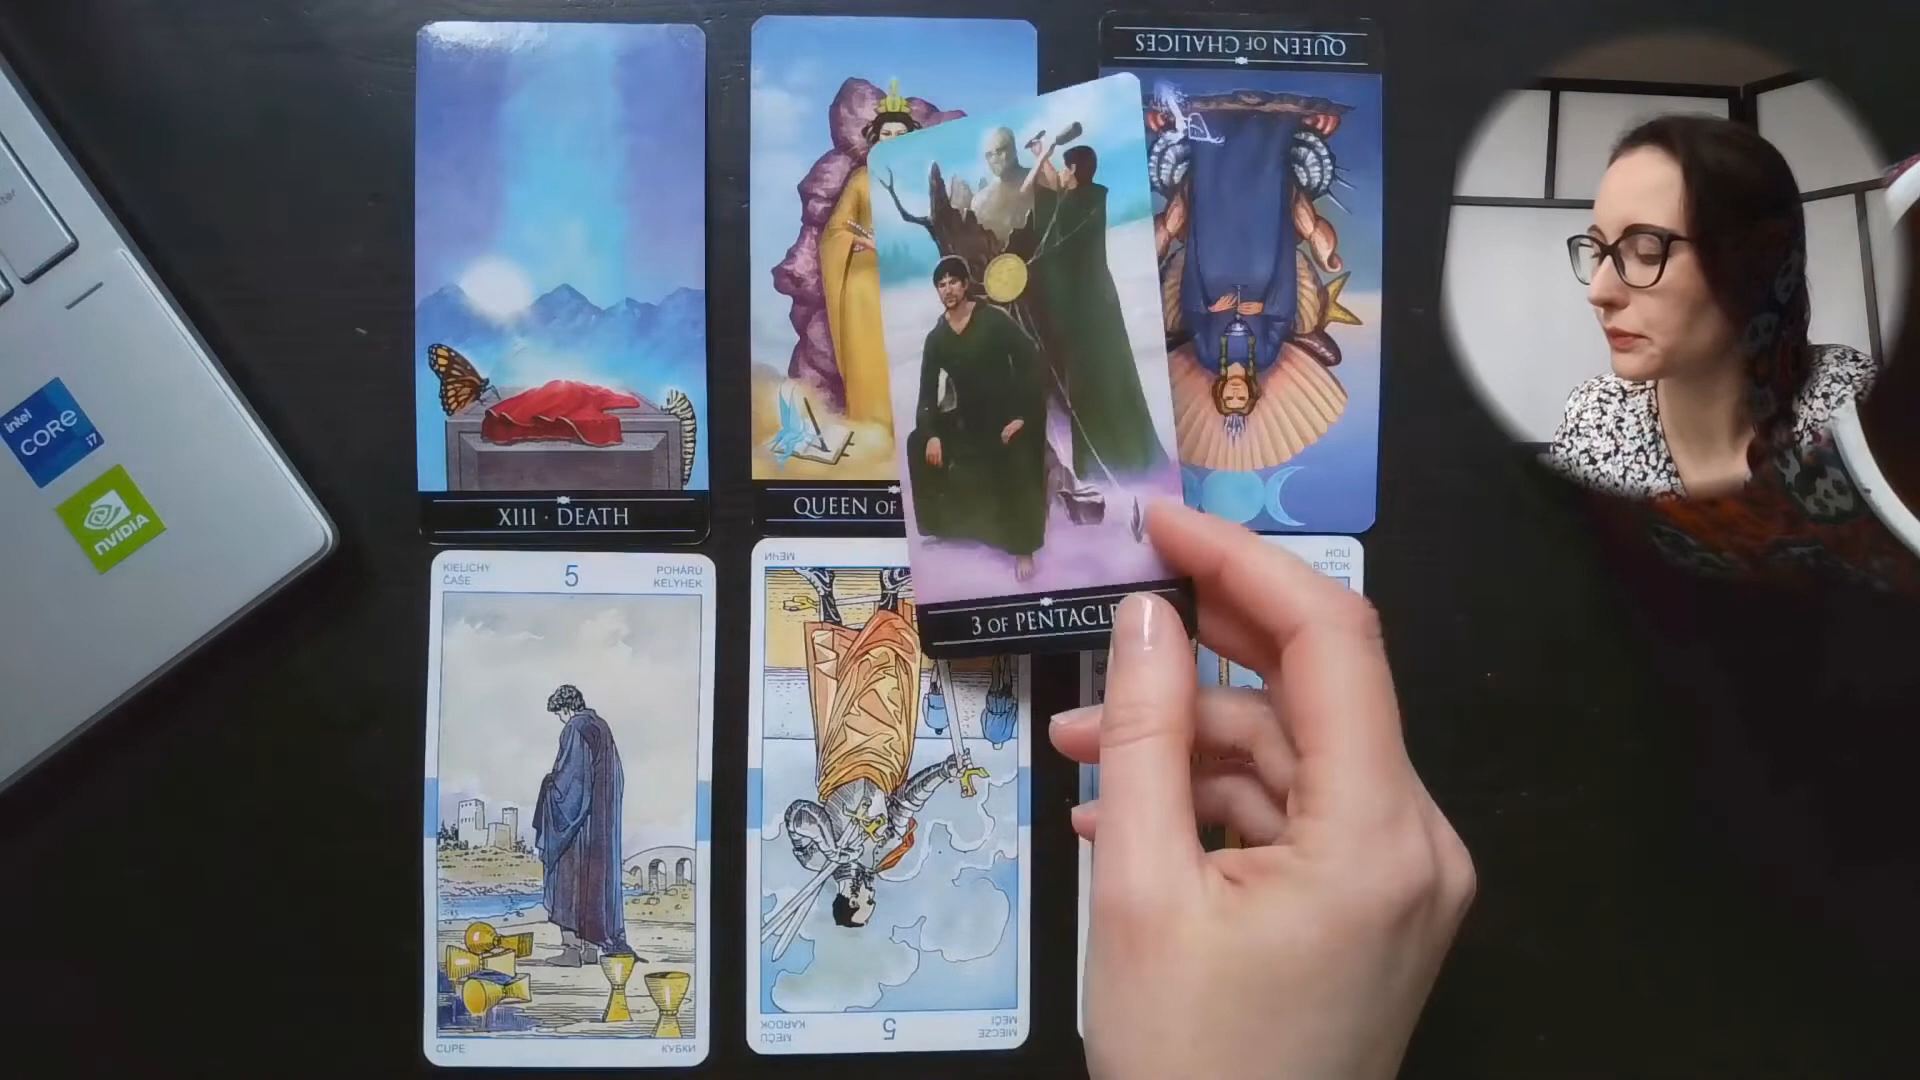 QUEEN OF CHALICES
XIII · DEATH
QUEEN OF
3 OF PENTACLE
intel
CORE
i7
NVIDIA
KIELICHY
ČAŠE
5
POHÁRŮ
KELYHEK
CUPE
КУБКИ
МЕЧИ
MEČŮ
KARDOK
5
MIECZE
MEČI
HOLÍ
BOTOK